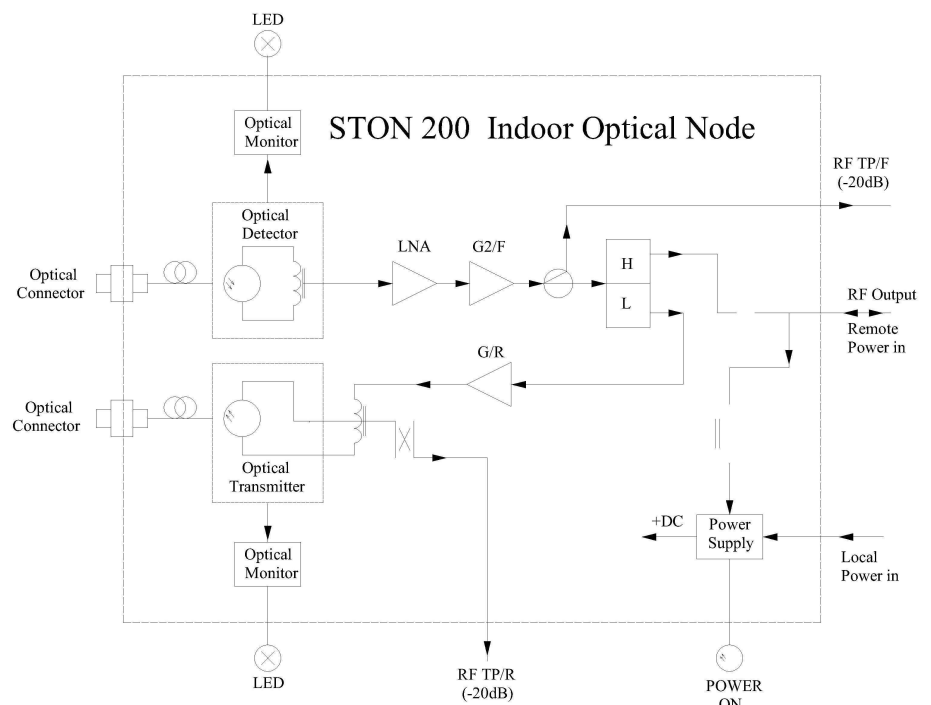 LED
Optical
Monitor
STON 200 Indoor Optical Node
RF TP/F
(-20dB)
Optical
Detector
LNA
G2/F
H
L
Optical
Connector
RF Output
Remote
Power in
G/R
Optical
Connector
Optical
Transmitter
+DC
Power
Supply
Local
Power in
Optical
Monitor
LED
RF TP/R
(-20dB)
POWER
ON